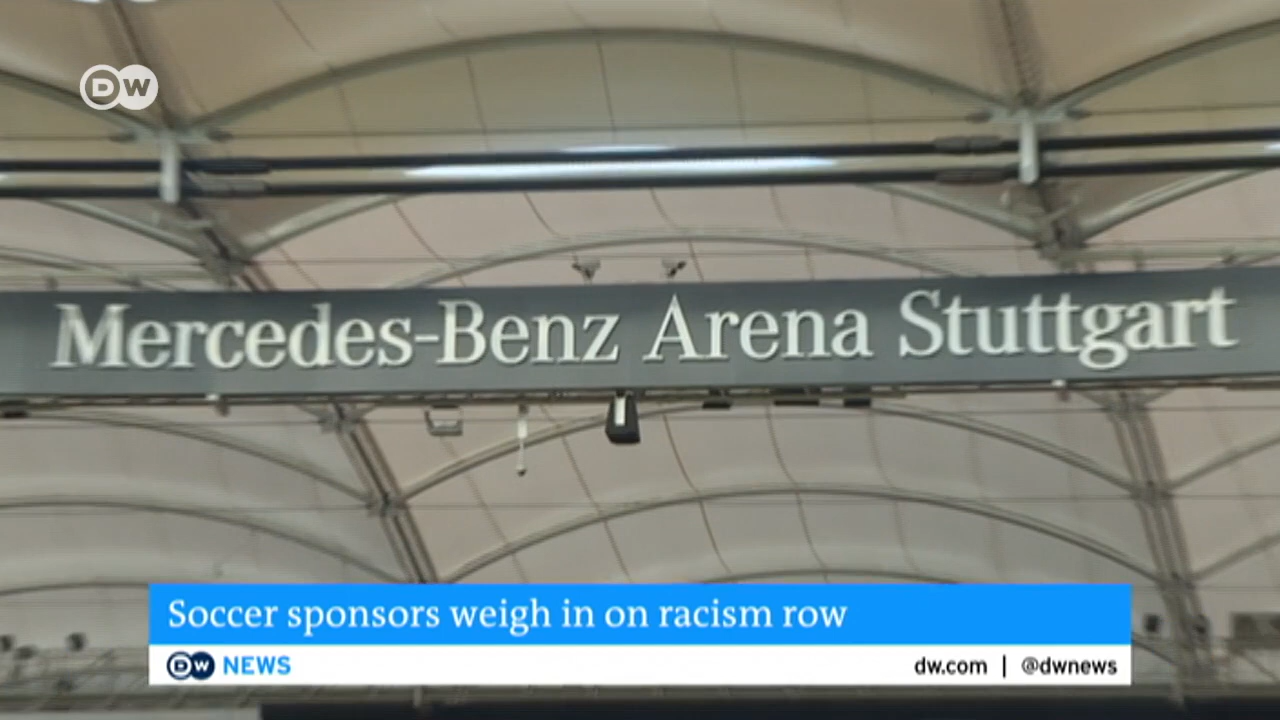 DW
Mercedes-Benz Arena Stuttgart
Soccer sponsors weigh in on racism row
DW NEWS
dw.com | @dwnews